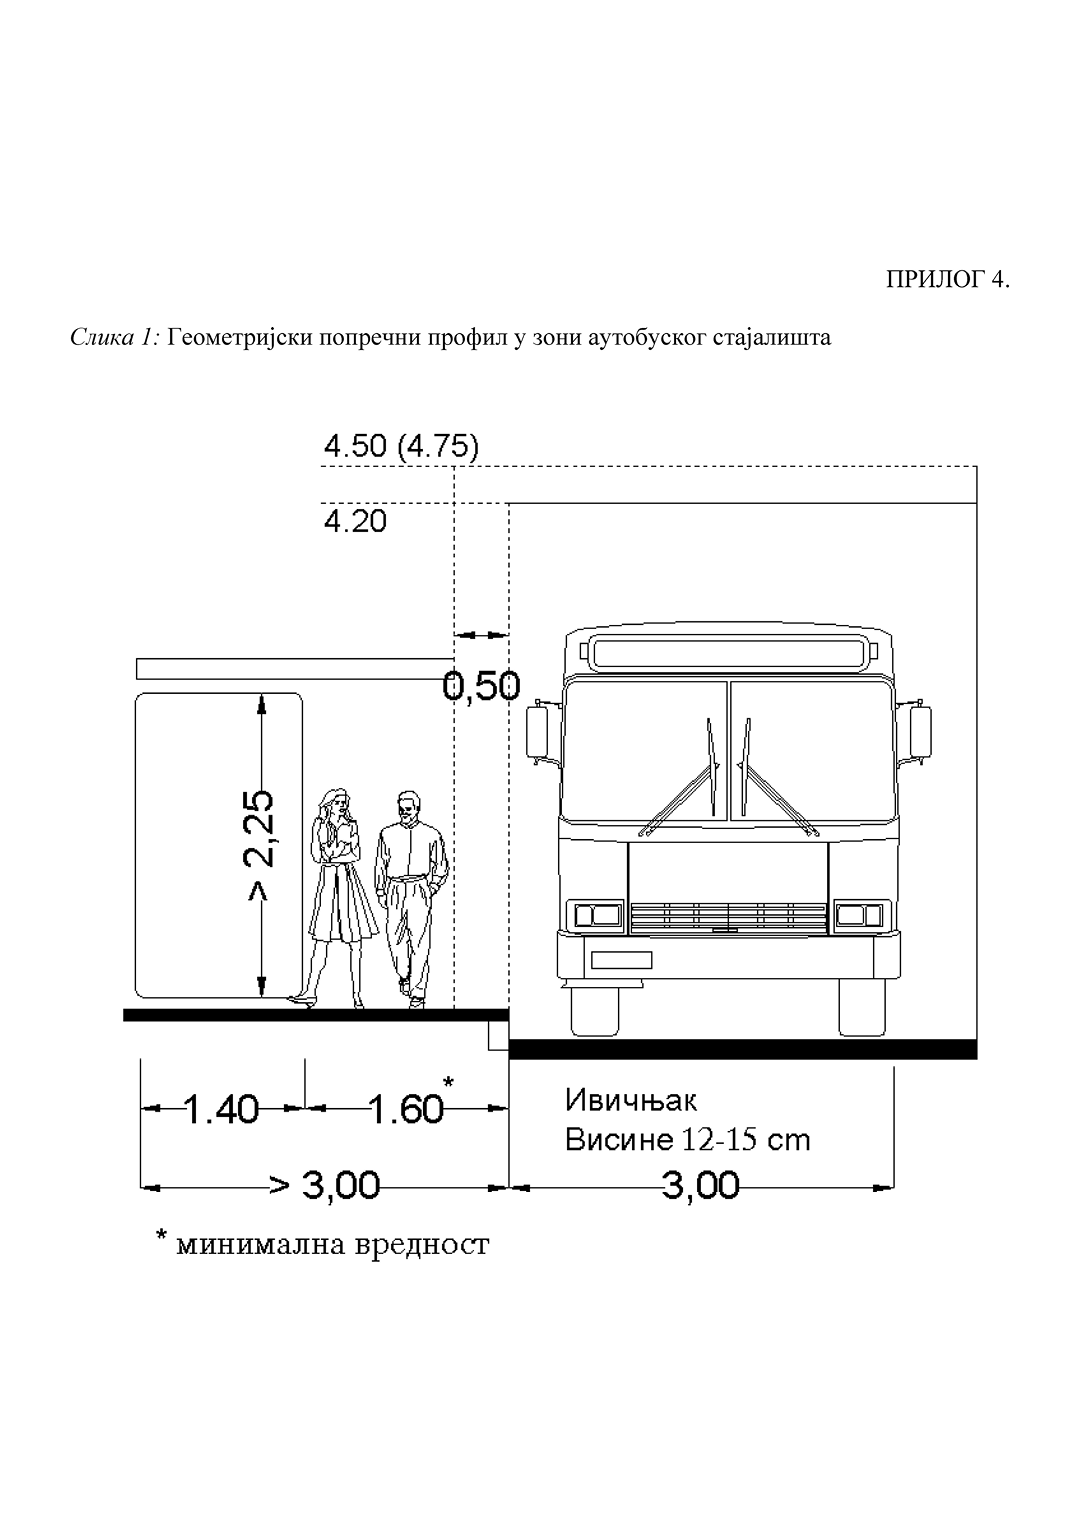 ПРИЛОГ 4.
Слика 1: Геометријски попречни профил у зони аутобуског стајалишта
4.50 (4.75)
4.20
0,50
> 2,25
1.40
1.60*
Ивичњак
Висине 12-15 cm
> 3,00
3,00
* минимална вредност